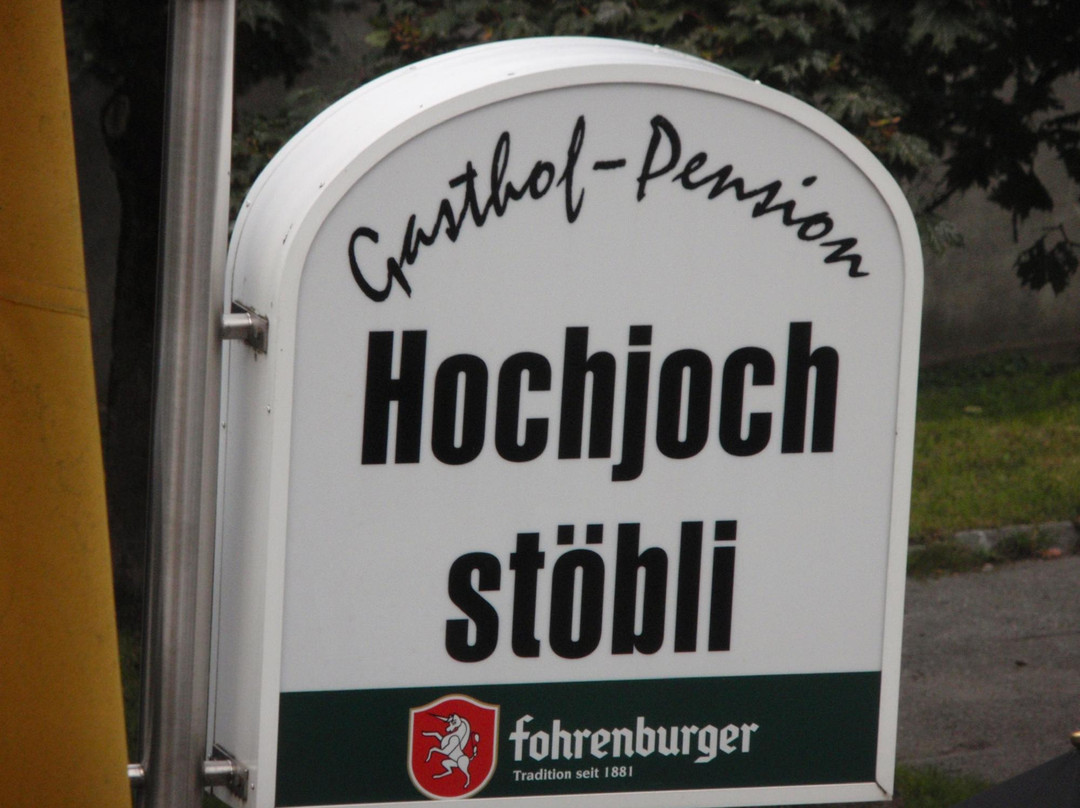 Gasthof-Pension
Hochjoch
stöbli
fohrenburger
Tradition seit 1881